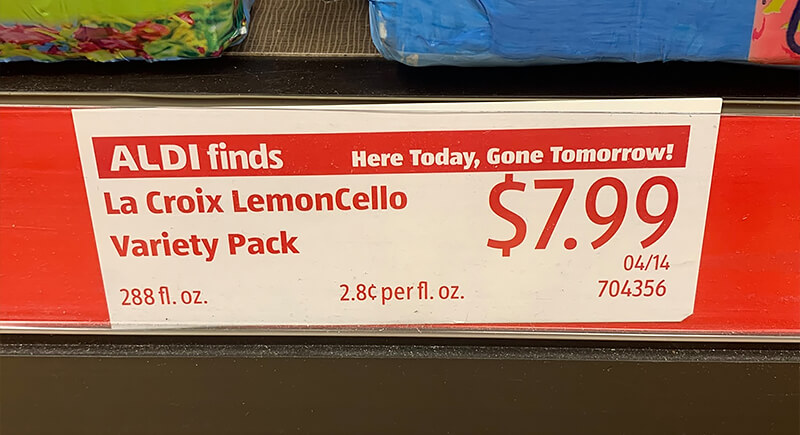 ALDI finds Here Today, Gone Tomorrow!
La Croix LemonCello $7.99
Variety Pack
04/14
288 fl. oz. 2.8¢ per fl. oz. 704356